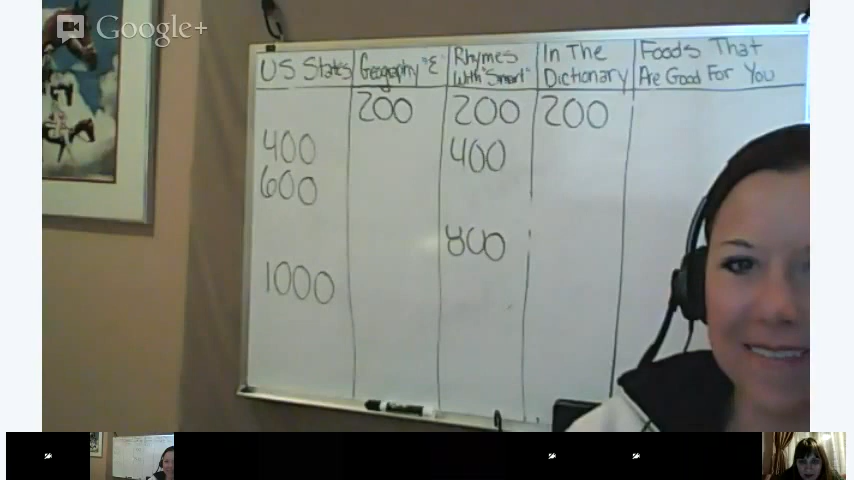 Google+
US States Geography "E" Rhymes With "Smart" In The Dictionary Foods That Are Good For You
200 200 200
400 400
600
800
1000